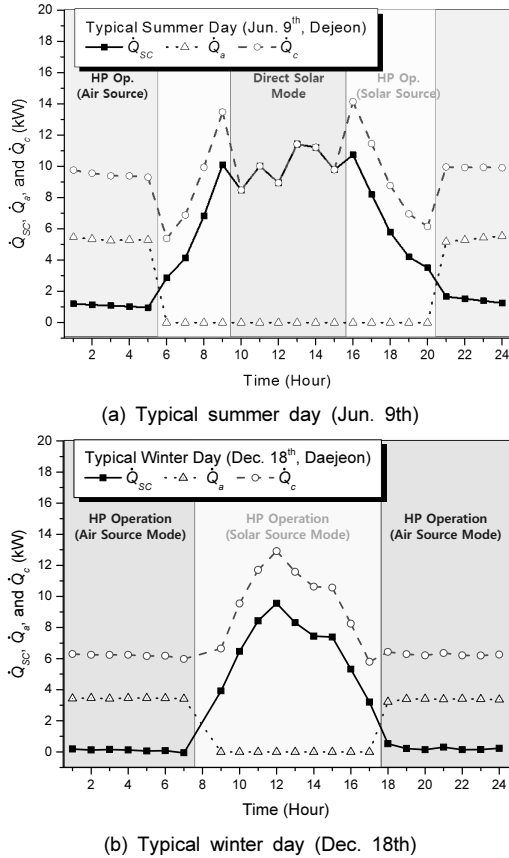 Typical Summer Day (Jun. 9th, Dejeon)
Q̇SC Q̇a Q̇c
HP Op.
(Air Source)
Direct Solar
Mode
HP Op.
(Solar Source)
20
18
16
14
12
10
8
6
4
2
0
Q̇SC, Q̇a, and Q̇c (kW)
2 4 6 8 10 12 14 16 18 20 22 24
Time (Hour)
(a) Typical summer day (Jun. 9th)
Typical Winter Day (Dec. 18th, Daejeon)
Q̇SC Q̇a Q̇c
HP Operation
(Air Source Mode)
HP Operation
(Solar Source Mode)
HP Operation
(Air Source Mode)
20
18
16
14
12
10
8
6
4
2
0
Q̇SC, Q̇a, and Q̇c (kW)
2 4 6 8 10 12 14 16 18 20 22 24
Time (Hour)
(b) Typical winter day (Dec. 18th)